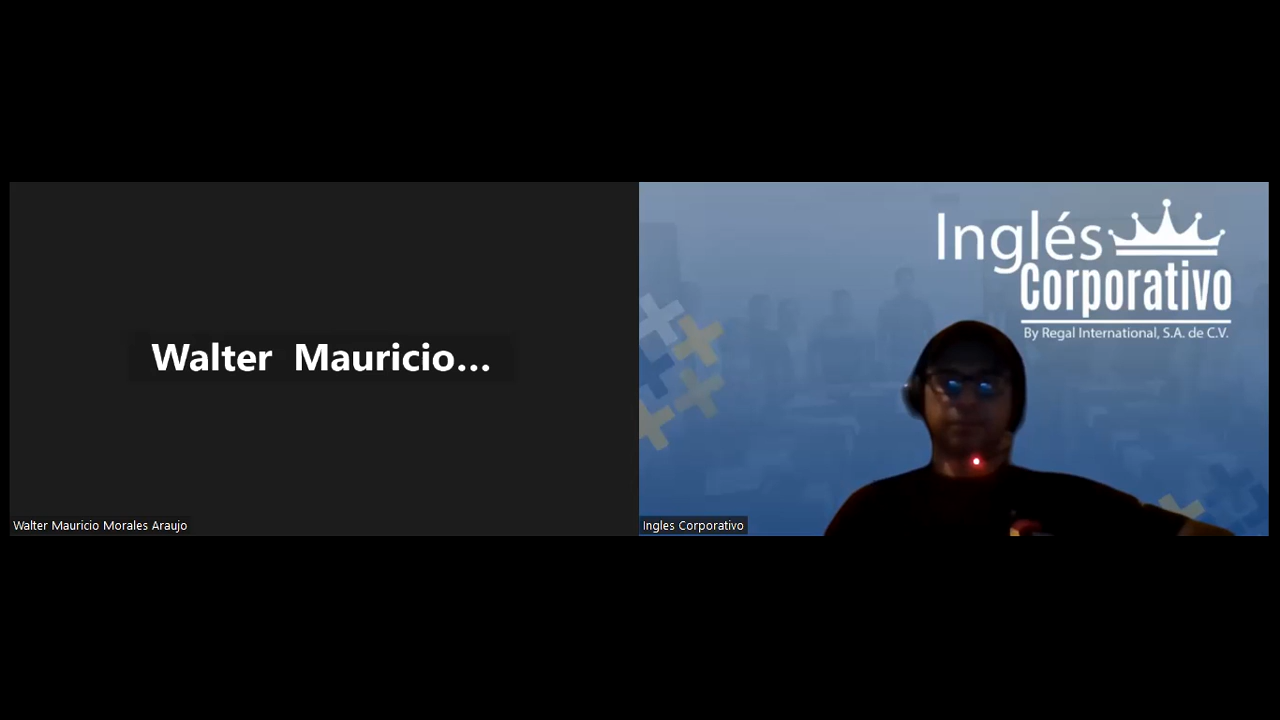 Walter Mauricio...
Walter Mauricio Morales Araujo
Inglés
Corporativo
By Regal International, S.A. de C.V.
Ingles Corporativo